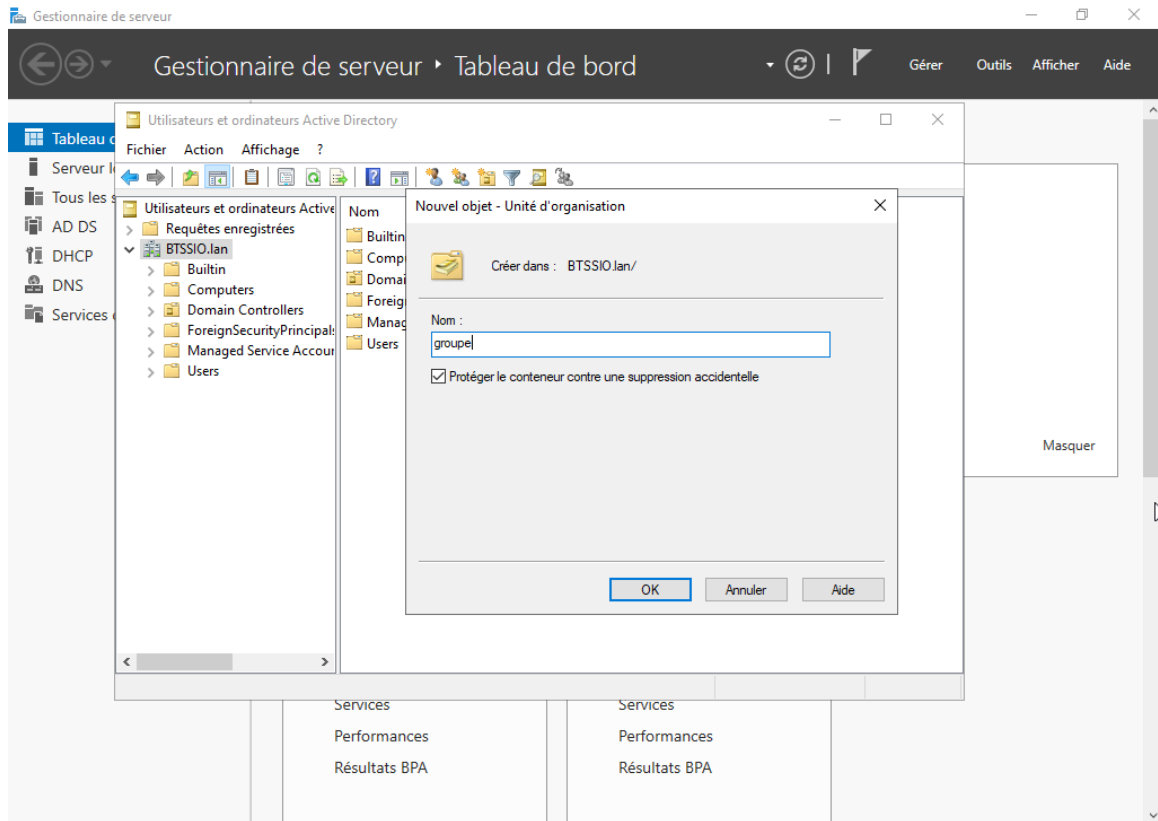 Gestionnaire de serveur
Gestionnaire de serveur • Tableau de bord
Gérer Outils Afficher Aide
Tableau d
Serveur l
Tous les s
AD DS
DHCP
DNS
Services
Utilisateurs et ordinateurs Active Directory
Fichier Action Affichage ?
Utilisateurs et ordinateurs Active
Requêtes enregistrées
BTSSIO.lan
Builtin
Computers
Domain Controllers
ForeignSecurityPrincipals
Managed Service Accoun
Users
Nom
Builtin
Comp
Domai
Foreig
Manag
Users
Nouvel objet - Unité d'organisation
Créer dans : BTSSIO.lan/
Nom :
groupe
Protéger le conteneur contre une suppression accidentelle
OK Annuler Aide
Masquer
Services Services
Performances Performances
Résultats BPA Résultats BPA